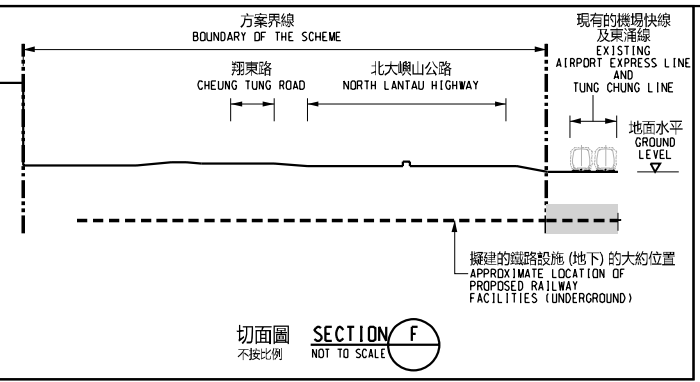 方案界線
BOUNDARY OF THE SCHEME
現有的機場快線
及東涌線
EXISTING
AIRPORT EXPRESS LINE
AND
TUNG CHUNG LINE
翔東路
CHEUNG TUNG ROAD
北大嶼山公路
NORTH LANTAU HIGHWAY
地面水平
GROUND
LEVEL
擬建的鐵路設施 (地下) 的大約位置
APPROXIMATE LOCATION OF
PROPOSED RAILWAY
FACILITIES (UNDERGROUND)
切面圖 SECTION F
不按比例 NOT TO SCALE